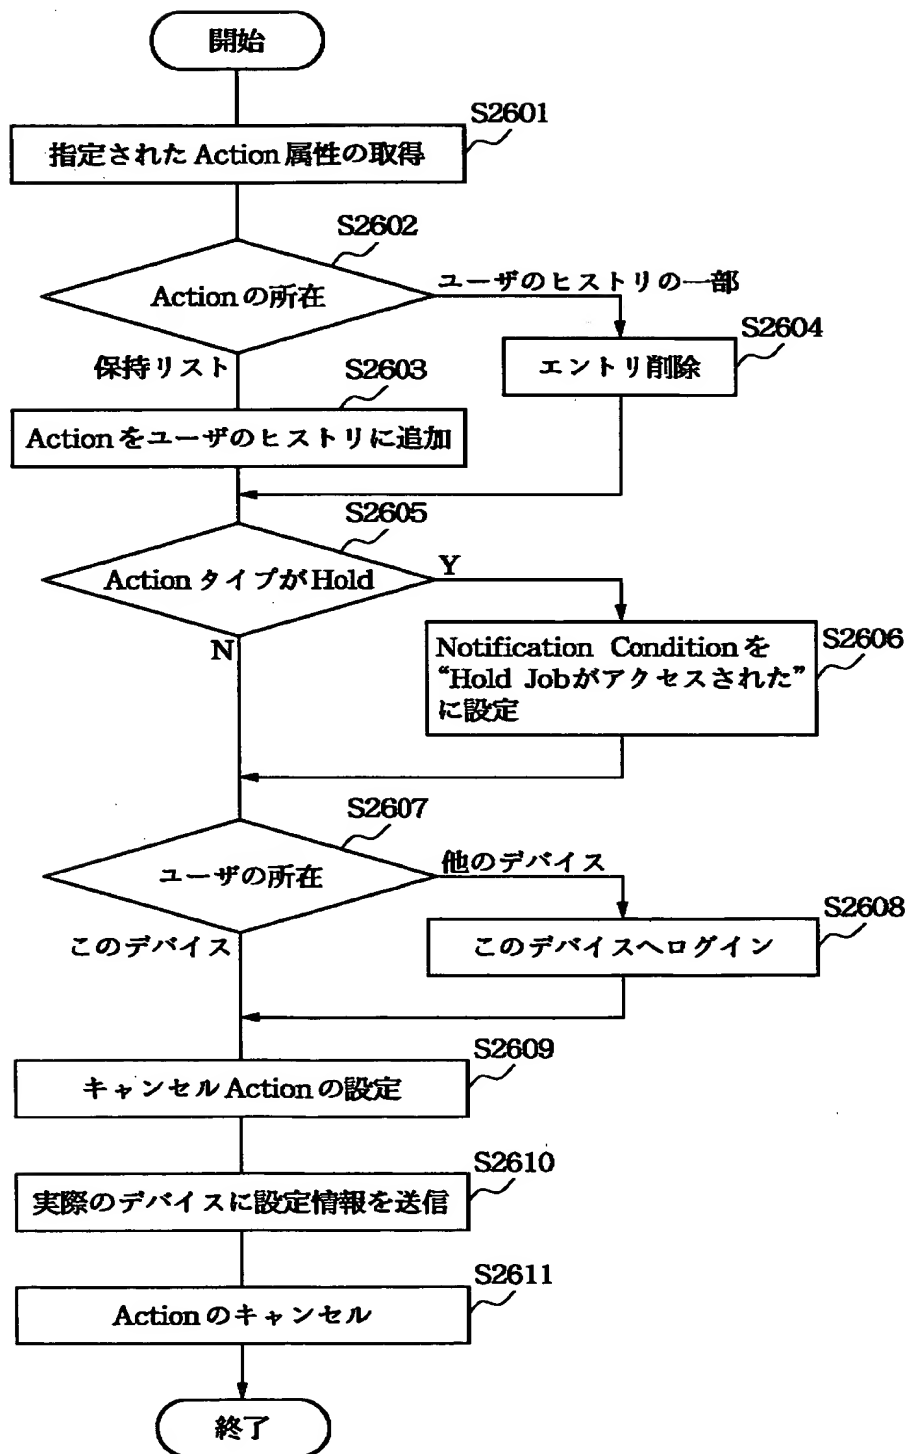 開始
S2601
指定されたAction属性の取得
S2602
Actionの所在
ユーザのヒストリの一部
S2604
エントリ削除
保持リスト
S2603
Actionをユーザのヒストリに追加
S2605
ActionタイプがHold
Y
N
S2606
Notification Conditionを
“Hold Jobがアクセスされた”
に設定
S2607
ユーザの所在
他のデバイス
S2608
このデバイスへログイン
このデバイス
S2609
キャンセルActionの設定
S2610
実際のデバイスに設定情報を送信
S2611
Actionのキャンセル
終了